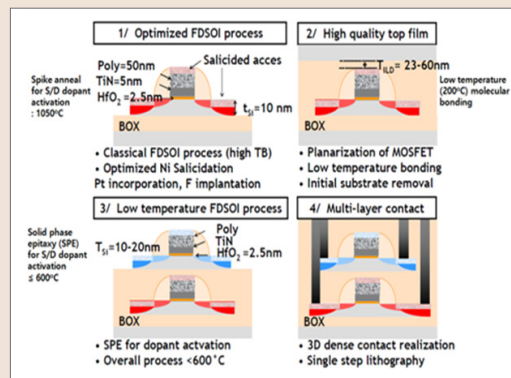 1/ Optimized FDSOI process
Spike anneal
for S/D dopant
activation
: 1050°C
Poly=50nm
TiN=5nm
HfO₂ =2.5nm
Salicided acces
tSi=10 nm
BOX
• Classical FDSOI process (high TB)
• Optimized Ni Salicidation
Pt incorporation, F implantation
2/ High quality top film
TILD= 23-60nm
Low temperature
(200°C) molecular
bonding
BOX
• Planarization of MOSFET
• Low temperature bonding
• Initial substrate removal
3/ Low temperature FDSOI process
Solid phase
epitaxy (SPE) for
S/D dopant
activation
≤ 600°C
TSi=10-20nm
Poly
TiN
HfO₂=2.5nm
BOX
• SPE for dopant activation
• Overall process <600°C
4/ Multi-layer contact
BOX
• 3D dense contact realization
• Single step lithography